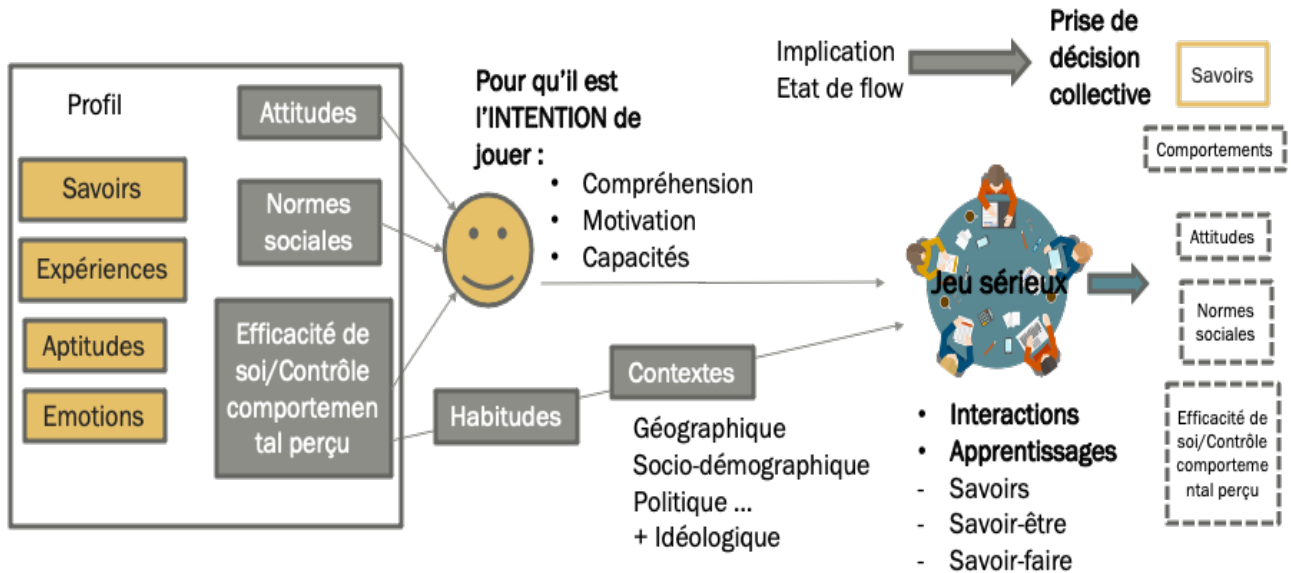 Profil
Savoirs
Expériences
Aptitudes
Emotions
Attitudes
Normes
sociales
Efficacité de
soi/Contrôle
comportemen
tal perçu
Pour qu'il est
l'INTENTION de
jouer :
• Compréhension
• Motivation
• Capacités
Habitudes
Contextes
Géographique
Socio-démographique
Politique ...
+ Idéologique
Implication
Etat de flow
Prise de
décision
collective
Jeu sérieux
• Interactions
• Apprentissages
- Savoirs
- Savoir-être
- Savoir-faire
Savoirs
Comportements
Attitudes
Normes
sociales
Efficacité de
soi/Contrôle
comporteme
ntal perçu